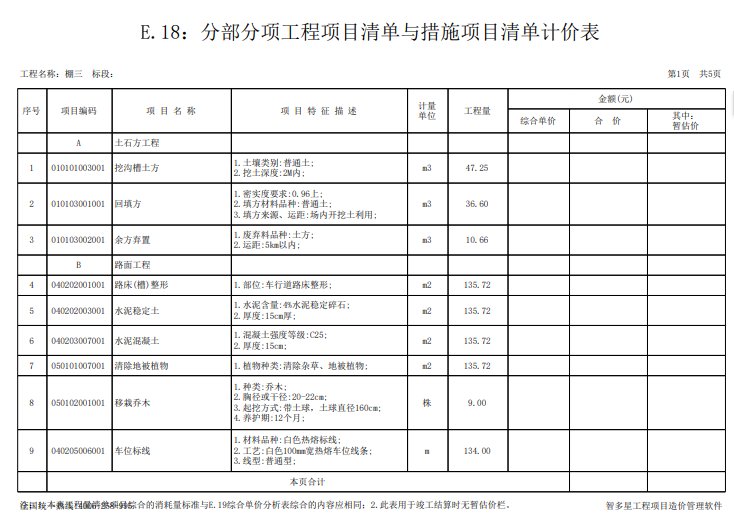 E.18: 分部分项工程项目清单与措施项目清单计价表
工程名称: 棚三 标段:
第1页 共5页
序号 项目编码 项 目 名 称 项 目 特 征 描 述 计量单位 工程量 金额(元)
综合单价 合 价 其中:暂估价
A 土石方工程
1 010101003001 挖沟槽土方 1.土壤类别:普通土; m3 47.25
2.挖土深度:2M内;
2 010103001001 回填方 1.密实度要求:0.96上; m3 36.60
2.填方材料品种:普通土;
3.填方来源、运距:场内开挖土利用;
3 010103002001 余方弃置 1.废弃料品种:土方; m3 10.66
2.运距:5km以内;
B 路面工程
4 040202001001 路床(槽)整形 1.部位:车行道路床整形; m2 135.72
5 040202003001 水泥稳定土 1.水泥含量:4%水泥稳定碎石; m2 135.72
2.厚度:15cm厚;
6 040203007001 水泥混凝土 1.混凝土强度等级:C25; m2 135.72
2.厚度:15cm;
7 050101007001 清除地被植物 1.植物种类:清除杂草、地被植物; m2 135.72
8 050102001001 移栽乔木 1.种类:乔木; 株 9.00
2.胸径或干径:20-22cm;
3.起挖方式:带土球，土球直径160cm;
4.养护期:12个月;
9 040205006001 车位标线 1.材料品种:白色热熔标线; m 134.00
2.工艺:白色100mm宽热熔车位线条;
3.线型:普通型;
本页合计
综合的消耗量标准与E.19综合单价分析表综合的内容应相同; 2.此表用于竣工结算时无暂估价栏。
智多星工程项目造价管理软件